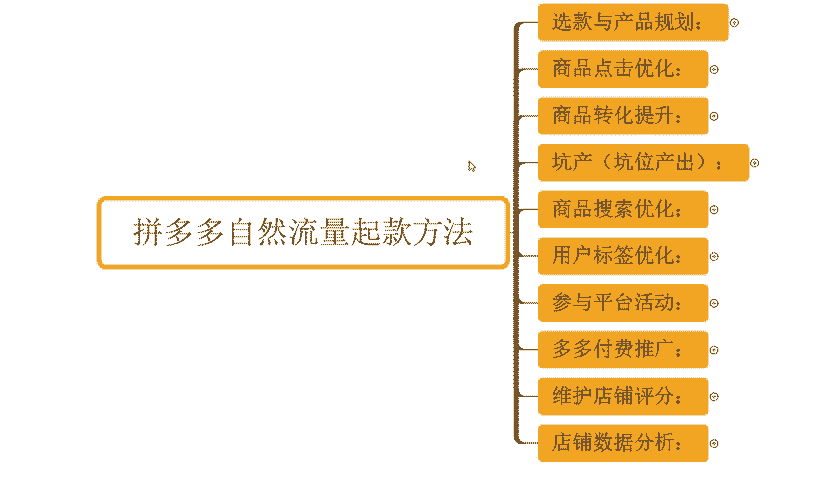 选款与产品规划：
商品点击优化：
商品转化提升：
坑产（坑位产出）：
拼多多自然流量起款方法
商品搜索优化：
用户标签优化：
参与平台活动：
多多付费推广：
维护店铺评分：
店铺数据分析：